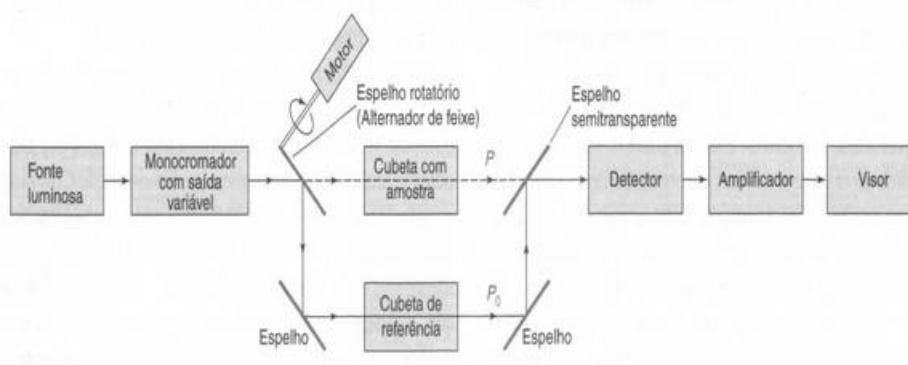 Motor
Espelho rotatório
(Alternador de feixe)
Espelho
semitransparente
Fonte
luminosa
Monocromador
com saída
variável
Cubeta com
amostra
P
Detector
Amplificador
Visor
Espelho
Cubeta de
referência
P₀
Espelho